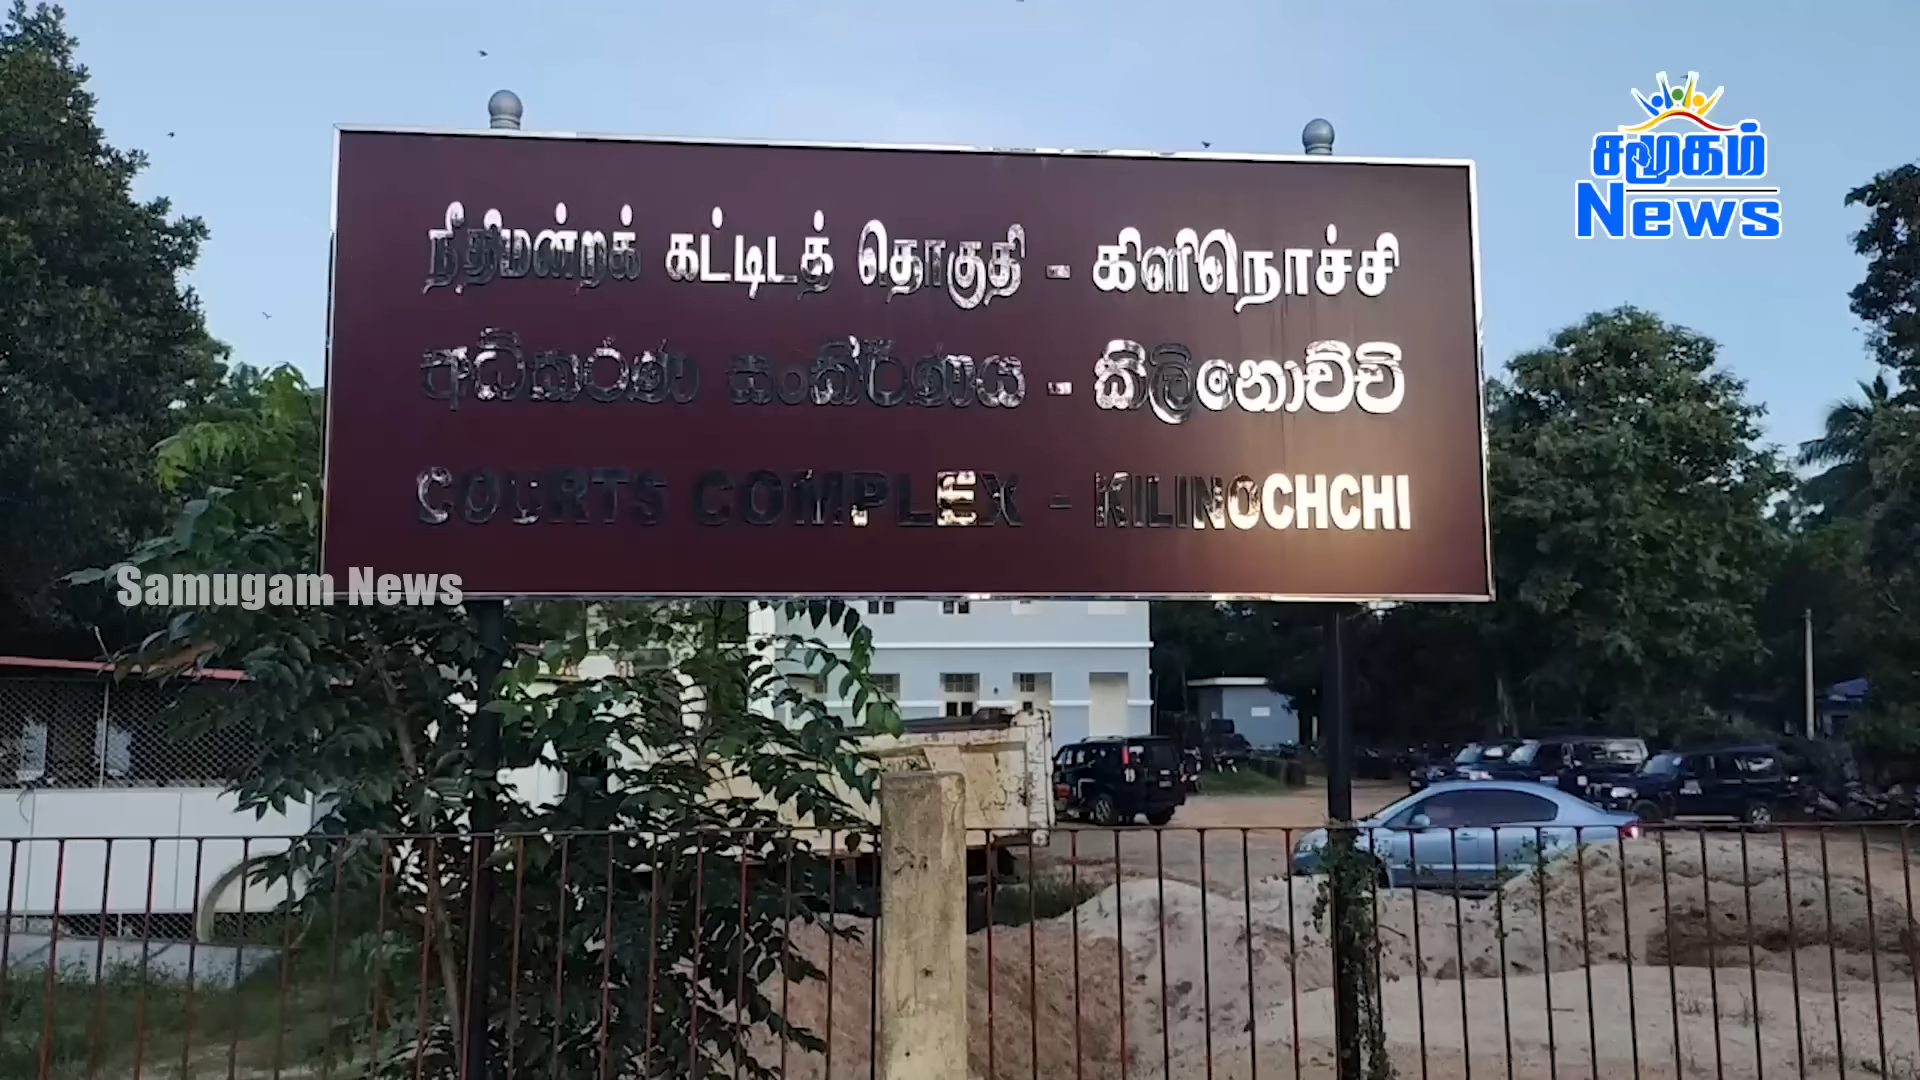 சமூகம்
News
நீதிமன்றக் கட்டிடத் தொகுதி - கிளிநொச்சி
අධිකරණ සංකීර්ණය - කිලිනොච්චි
COURTS COMPLEX - KILINOCHCHI
Samugam News